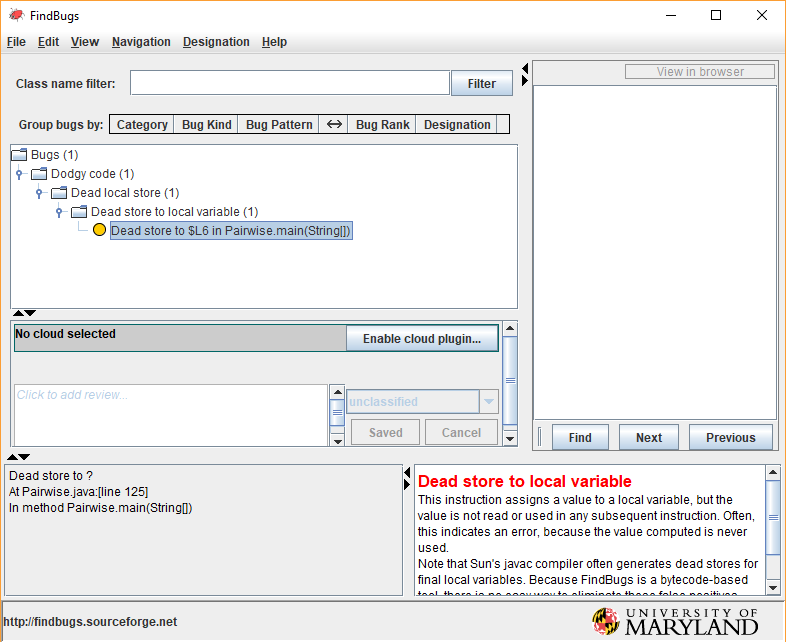 FindBugs
File Edit View Navigation Designation Help
Class name filter: Filter
View in browser
Group bugs by: Category Bug Kind Bug Pattern ↔ Bug Rank Designation
Bugs (1)
Dodgy code (1)
Dead local store (1)
Dead store to local variable (1)
Dead store to $L6 in Pairwise.main(String[])
No cloud selected
Enable cloud plugin...
Click to add review...
unclassified
Saved Cancel
Find Next Previous
Dead store to ?
At Pairwise.java:[line 125]
In method Pairwise.main(String[])
Dead store to local variable
This instruction assigns a value to a local variable, but the
value is not read or used in any subsequent instruction. Often,
this indicates an error, because the value computed is never
used.
Note that Sun's javac compiler often generates dead stores for
final local variables. Because FindBugs is a bytecode-based
tool, there is no easy way to eliminate these false positives.
http://findbugs.sourceforge.net
UNIVERSITY OF
MARYLAND